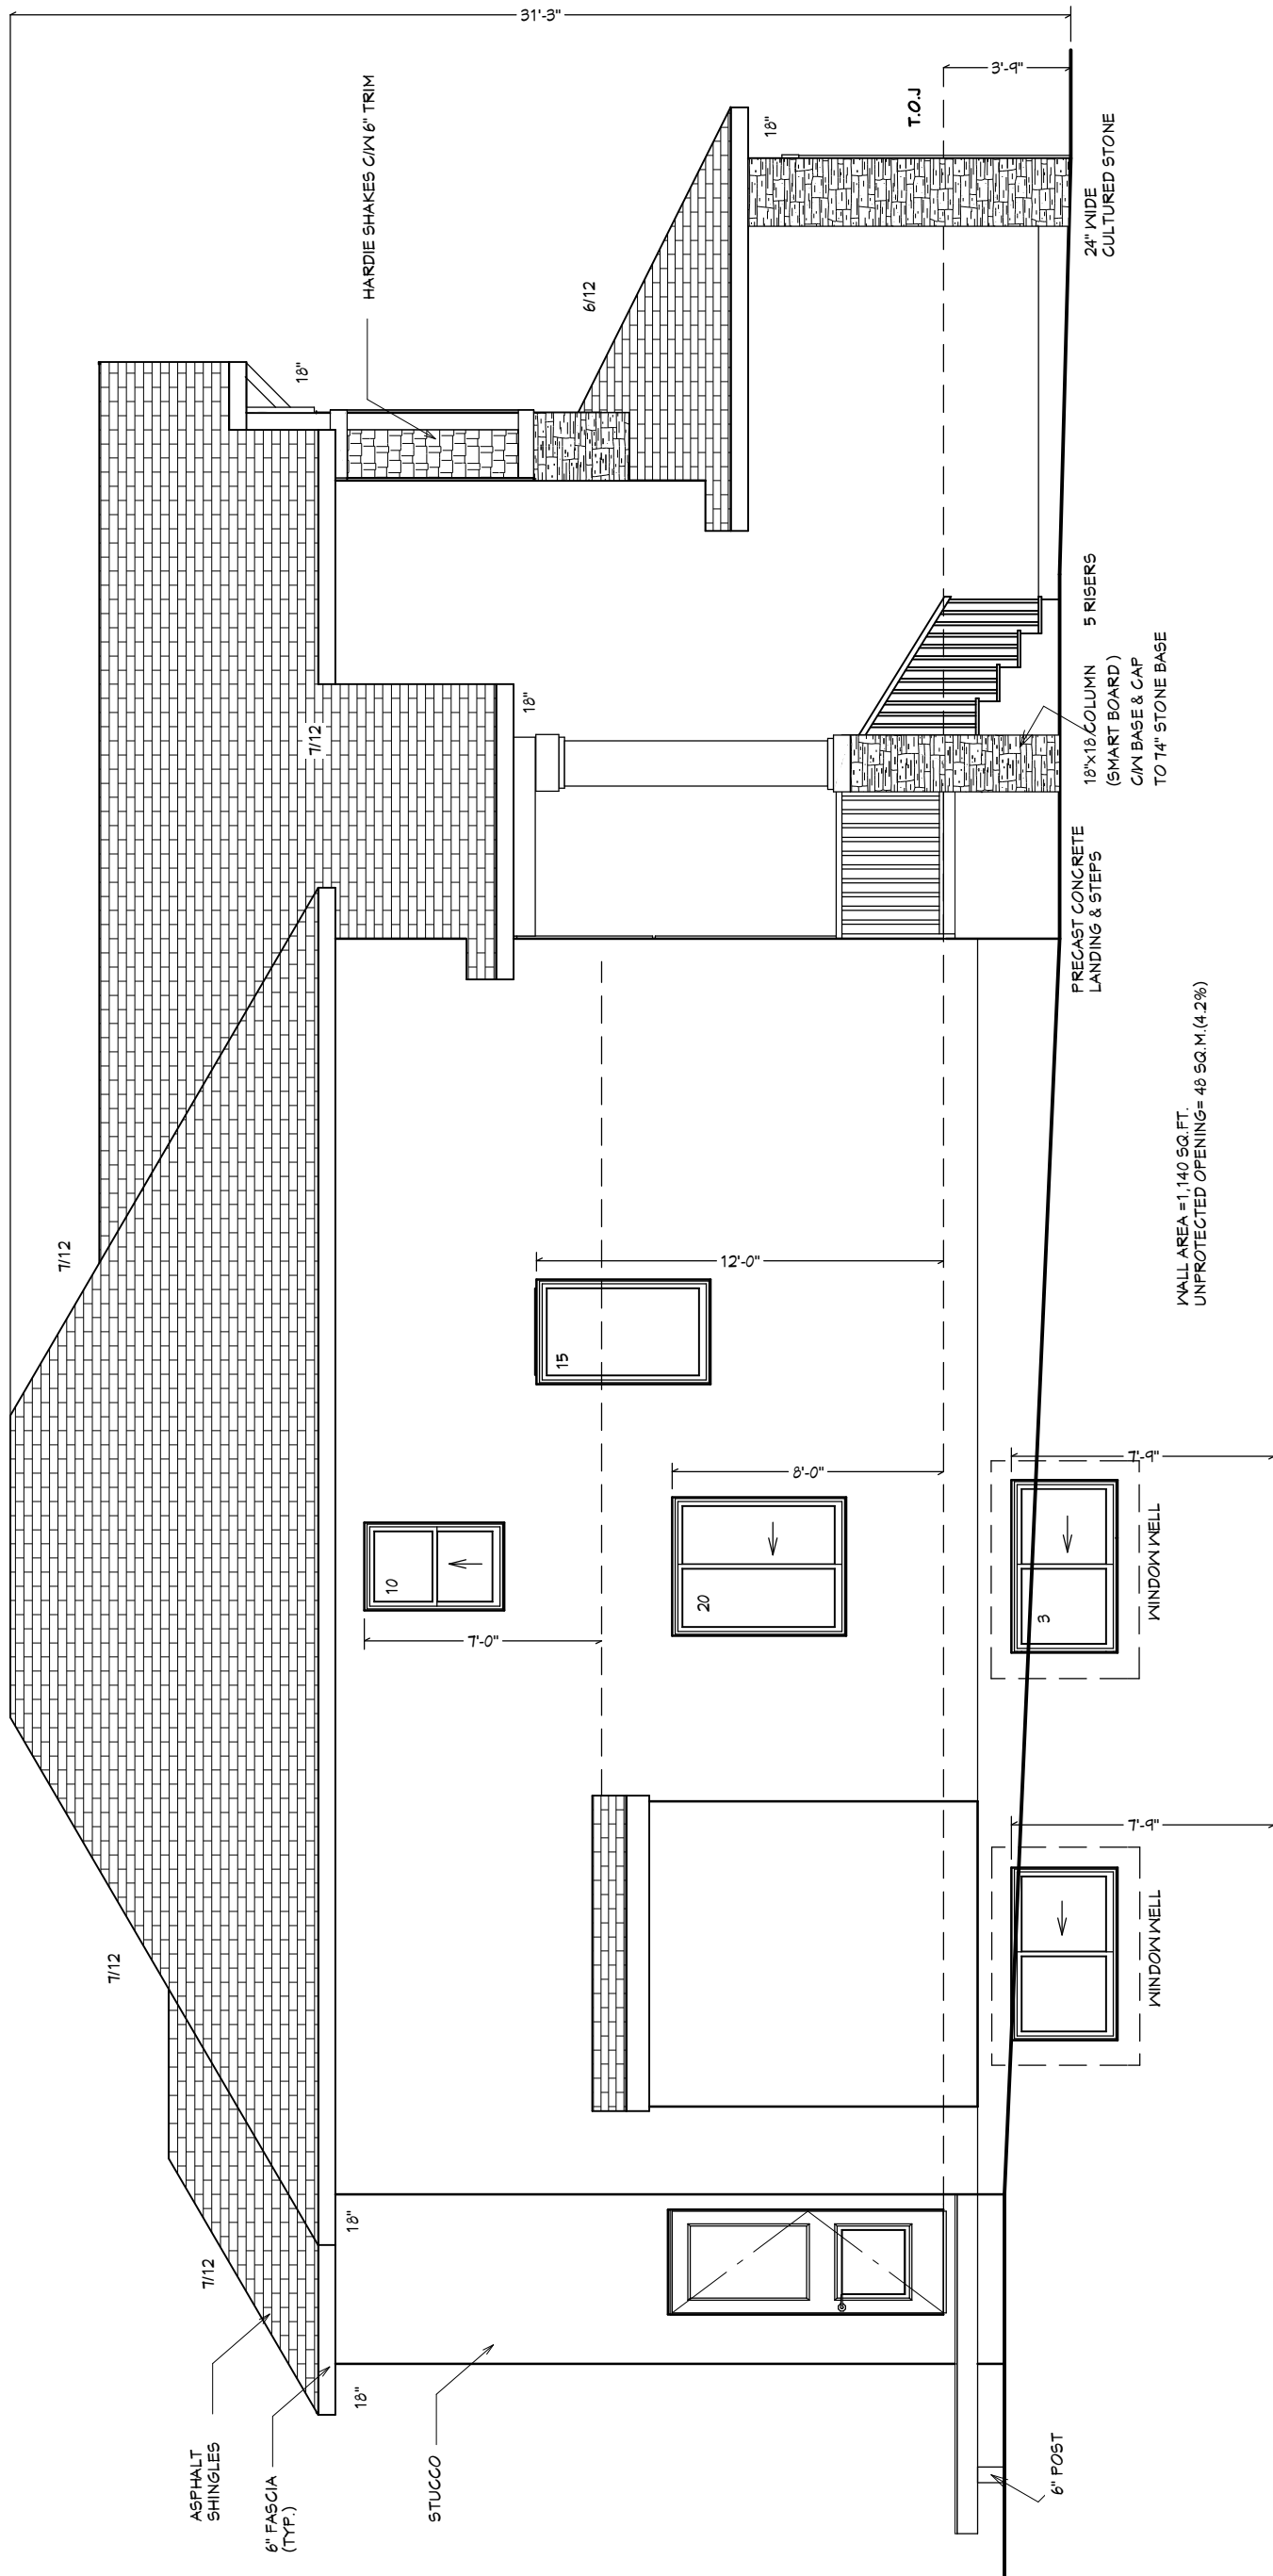 ASPHALT
SHINGLES
6" FASCIA
(TYP.)
STUCCO
6" POST
7/12
18"
18"
7/12
7/12
7'-0"
10
20
8'-0"
15
12'-0"
3
7'-9"
7'-9"
WINDOW WELL
WINDOW WELL
WALL AREA =1,140 SQ.FT.
UNPROTECTED OPENING= 48 SQ.M.(4.2%)
7/12
18"
PRECAST CONCRETE
LANDING & STEPS
18"x18 COLUMN
(SMART BOARD )
C/W BASE & CAP
TO 74" STONE BASE
5 RISERS
18"
HARDIE SHAKES C/W 6" TRIM
6/12
18"
T.O.J
24" WIDE
CULTURED STONE
3'-9"
31'-3"